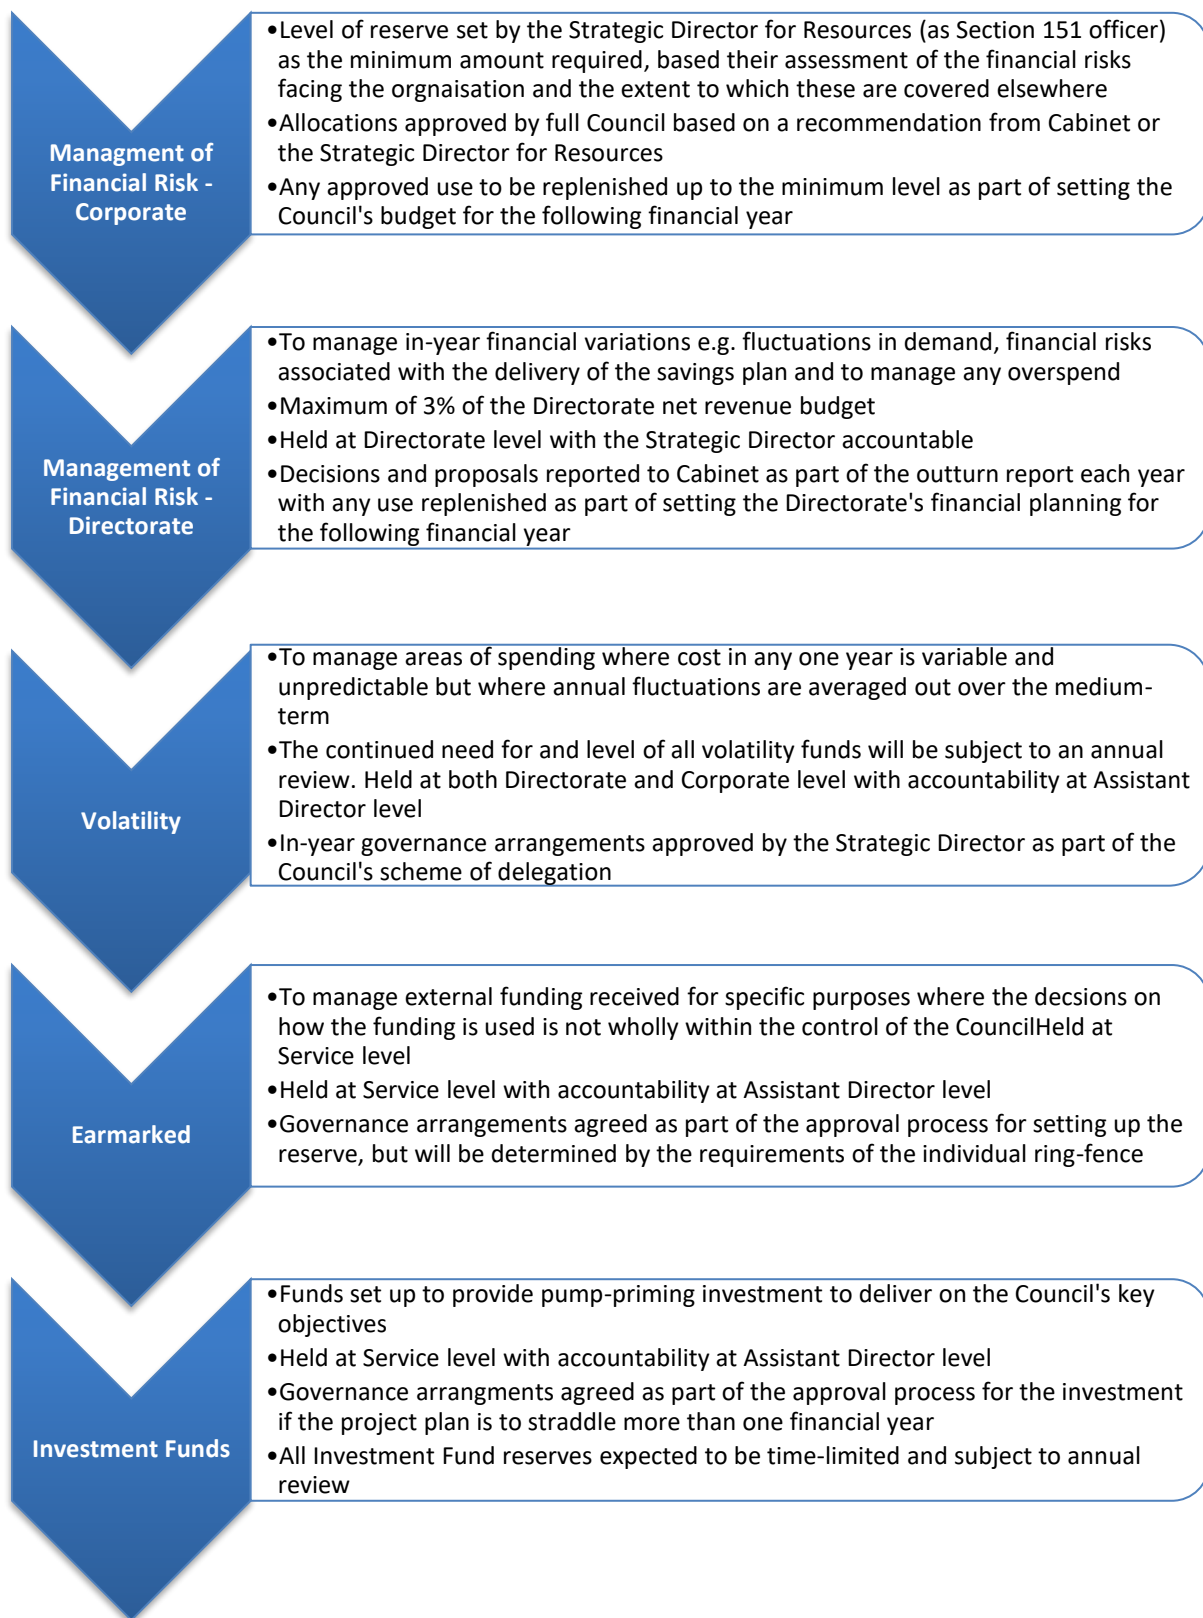 Managment of
Financial Risk -
Corporate
•Level of reserve set by the Strategic Director for Resources (as Section 151 officer)
as the minimum amount required, based their assessment of the financial risks
facing the orgnaisation and the extent to which these are covered elsewhere
•Allocations approved by full Council based on a recommendation from Cabinet or
the Strategic Director for Resources
•Any approved use to be replenished up to the minimum level as part of setting the
Council's budget for the following financial year
Management of
Financial Risk -
Directorate
•To manage in-year financial variations e.g. fluctuations in demand, financial risks
associated with the delivery of the savings plan and to manage any overspend
•Maximum of 3% of the Directorate net revenue budget
•Held at Directorate level with the Strategic Director accountable
•Decisions and proposals reported to Cabinet as part of the outturn report each year
with any use replenished as part of setting the Directorate's financial planning for
the following financial year
Volatility
•To manage areas of spending where cost in any one year is variable and
unpredictable but where annual fluctuations are averaged out over the medium-
term
•The continued need for and level of all volatility funds will be subject to an annual
review. Held at both Directorate and Corporate level with accountability at Assistant
Director level
•In-year governance arrangements approved by the Strategic Director as part of the
Council's scheme of delegation
Earmarked
•To manage external funding received for specific purposes where the decsions on
how the funding is used is not wholly within the control of the CouncilHeld at
Service level
•Held at Service level with accountability at Assistant Director level
•Governance arrangements agreed as part of the approval process for setting up the
reserve, but will be determined by the requirements of the individual ring-fence
Investment Funds
•Funds set up to provide pump-priming investment to deliver on the Council's key
objectives
•Held at Service level with accountability at Assistant Director level
•Governance arrangments agreed as part of the approval process for the investment
if the project plan is to straddle more than one financial year
•All Investment Fund reserves expected to be time-limited and subject to annual
review